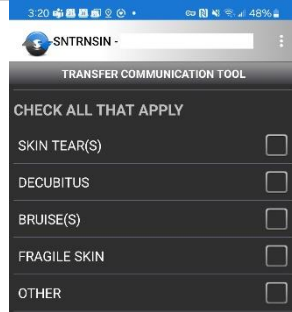 3:20 48%
SNTRNSIN -
TRANSFER COMMUNICATION TOOL
CHECK ALL THAT APPLY
SKIN TEAR(S)
DECUBITUS
BRUISE(S)
FRAGILE SKIN
OTHER